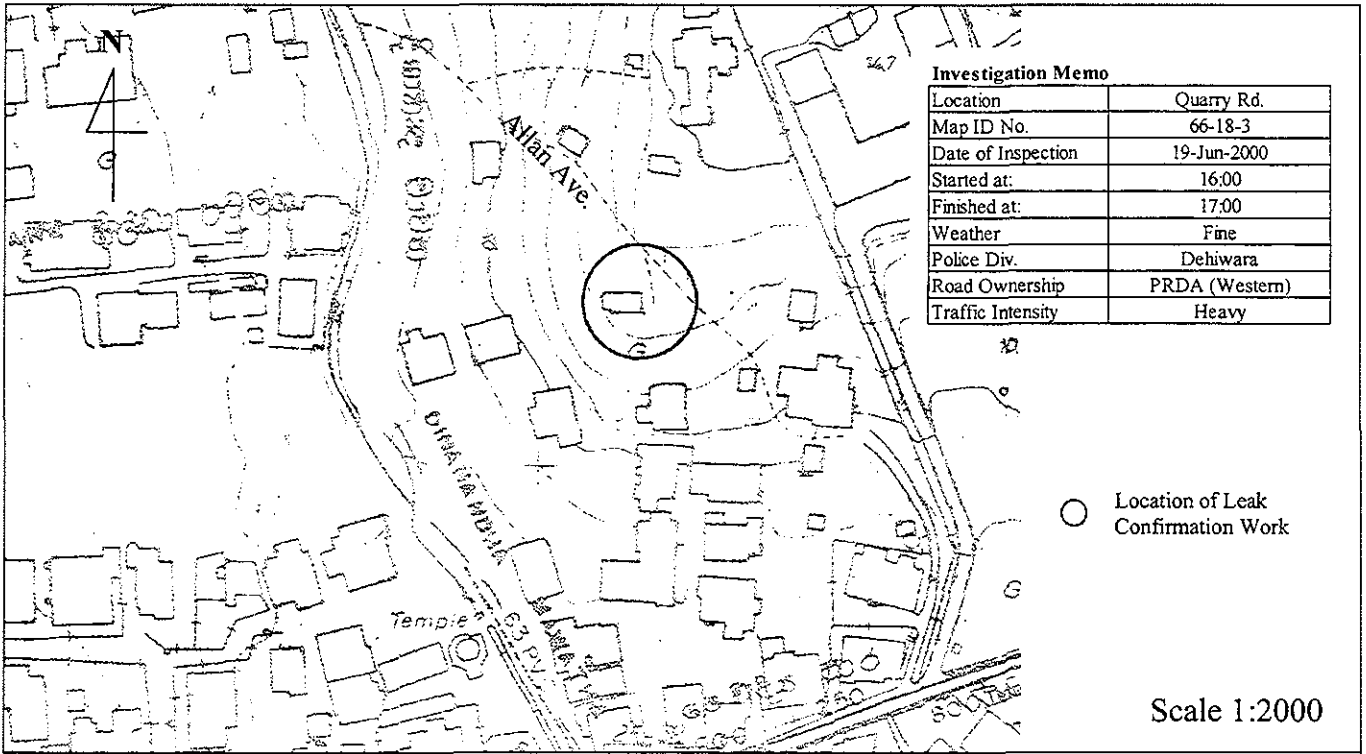 N
Allan Ave.
Investigation Memo
Location Quarry Rd.
Map ID No. 66-18-3
Date of Inspection 19-Jun-2000
Started at: 16:00
Finished at: 17:00
Weather Fine
Police Div. Dehiwara
Road Ownership PRDA (Western)
Traffic Intensity Heavy
G
G
Temple
63 PV
G
Location of Leak
Confirmation Work
Scale 1:2000